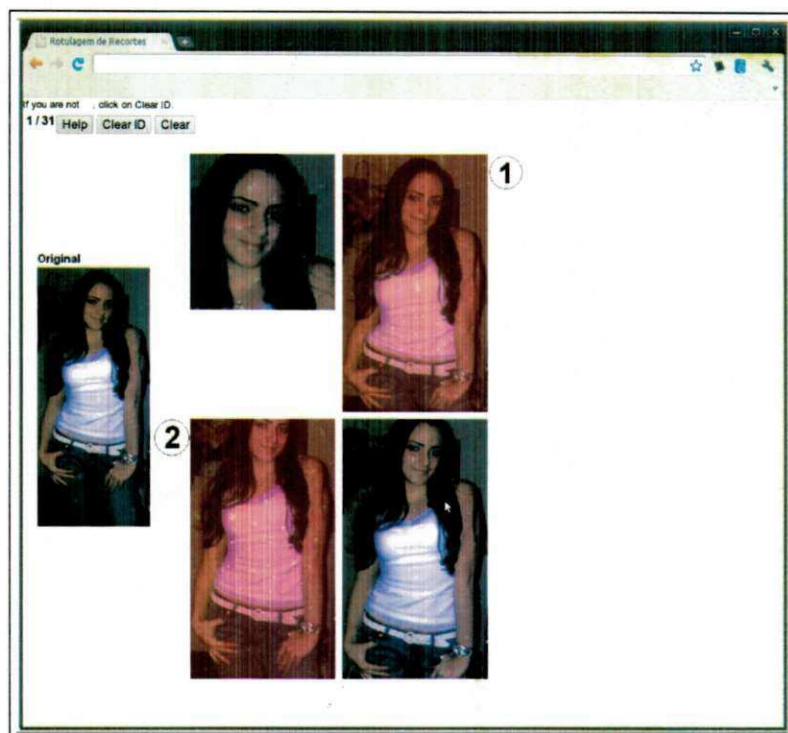 Rotulagem de Recortes
If you are not , click on Clear ID.
1 / 31 Help Clear ID Clear
1
Original
2